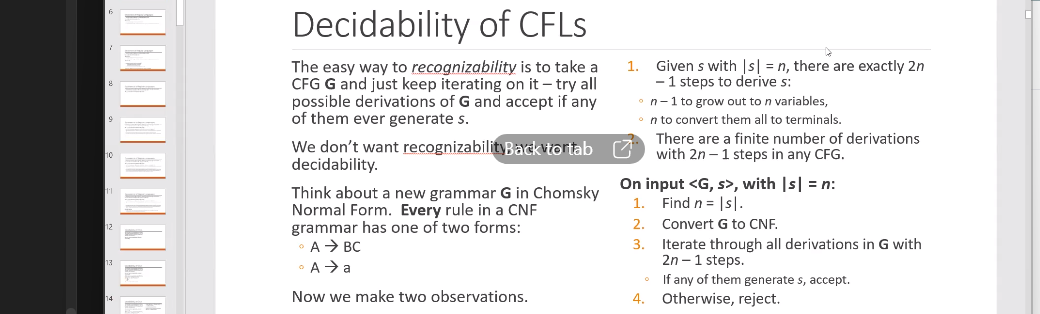 Decidability of CFLs
The easy way to recognizability is to take a
CFG G and just keep iterating on it – try all
possible derivations of G and accept if any
of them ever generate s.
We don't want recognizability, we want
decidability.
Think about a new grammar G in Chomsky
Normal Form. Every rule in a CNF
grammar has one of two forms:
◦ A → BC
◦ A → a
Now we make two observations.
1. Given s with |s| = n, there are exactly 2n
– 1 steps to derive s:
◦ n – 1 to grow out to n variables,
◦ n to convert them all to terminals.
2. There are a finite number of derivations
with 2n – 1 steps in any CFG.
On input <G, s>, with |s| = n:
1. Find n = |s|.
2. Convert G to CNF.
3. Iterate through all derivations in G with
2n – 1 steps.
◦ If any of them generate s, accept.
4. Otherwise, reject.
Back to tab
6
7
8
9
10
11
12
13
14